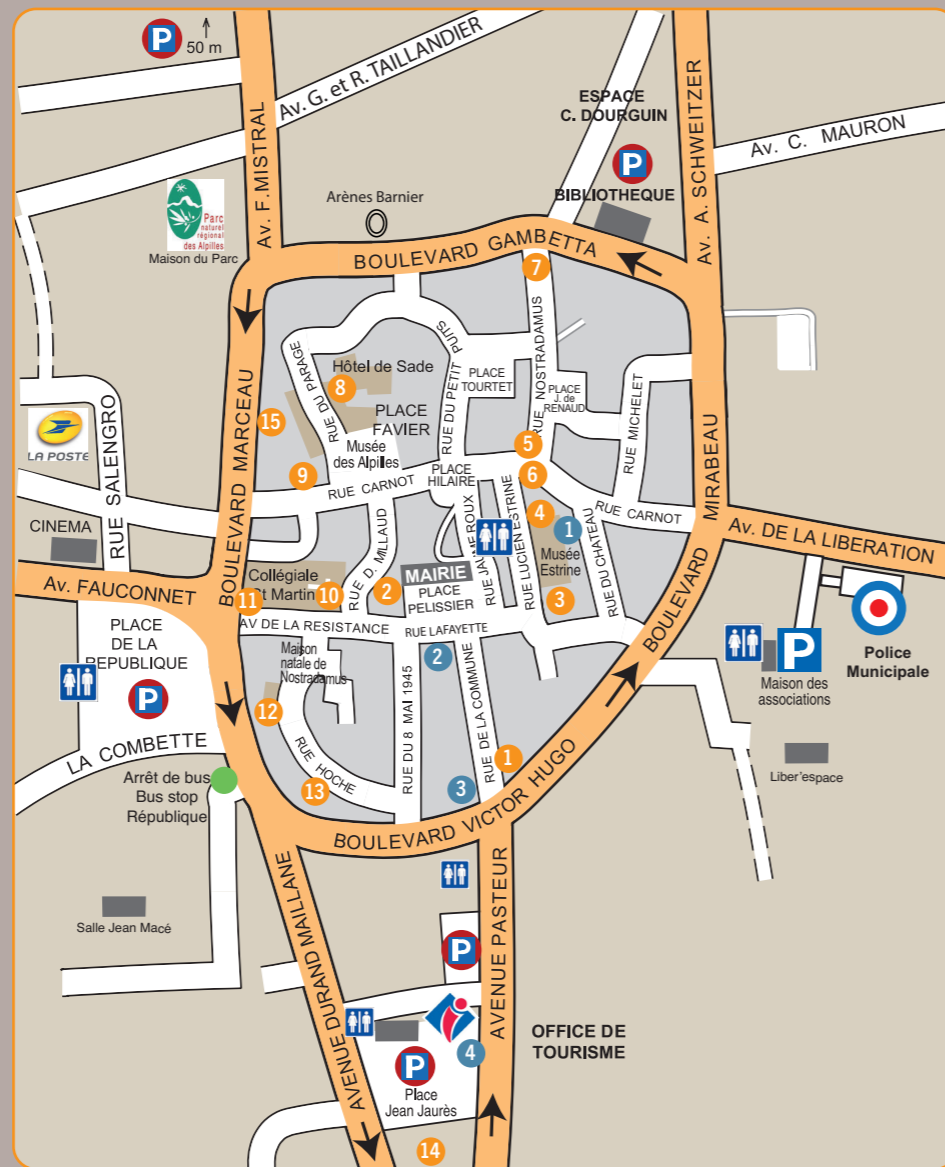 P
50 m
Av. G. et R. TAILLANDIER
Av. F. MISTRAL
ESPACE
C. DOURGUIN
P
BIBLIOTHEQUE
Av. A. SCHWEITZER
Av. C. MAURON
Parc
naturel
régional
des Alpilles
Maison du Parc
Arènes Barnier
BOULEVARD GAMBETTA
7
RUE DU PARAGE
Hôtel de Sade
8
15
PLACE
FAVIER
Musée
des Alpilles
9
RUE DU PETIT PUITS
PLACE
TOURTET
RUE NOSTRADAMUS
PLACE
J. de
RENAUD
RUE MICHELET
5
6
LA POSTE
RUE SALENGRO
BOULEVARD MARCEAU
RUE CARNOT
PLACE
HILAIRE
RUE CARNOT
BOULEVARD MIRABEAU
CINEMA
Av. FAUCONNET
Collégiale
St Martin
10
11
RUE D. MILLAUD
2
MAIRIE
PLACE
PELISSIER
RUE LUCIEN ESTRINE
4
1
Musée
Estrine
3
RUE DU CHATEAU
Av. DE LA LIBERATION
AV DE LA RESISTANCE
RUE LAFAYETTE
2
PLACE
DE LA
REPUBLIQUE
P
Maison
natale de
Nostradamus
12
RUE HOCHE
13
RUE DU 8 MAI 1945
RUE DE LA COMMUNE
1
3
P
Maison des
associations
Police
Municipale
Liber'espace
LA COMBETTE
Arrêt de bus
Bus stop
République
BOULEVARD VICTOR HUGO
Salle Jean Macé
AVENUE DURAND MAILLANE
AVENUE PASTEUR
P
OFFICE DE
TOURISME
4
P
Place
Jean Jaurès
14